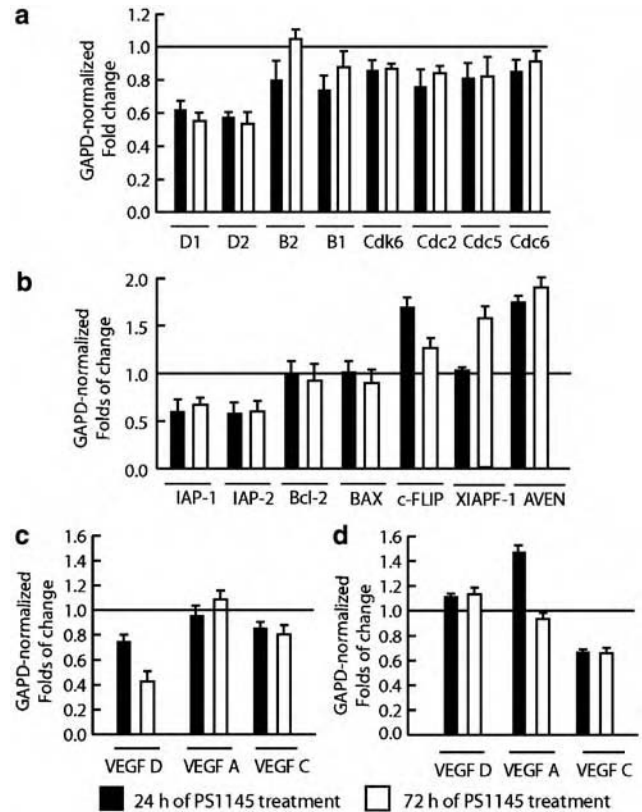 a
GAPD-normalized
Fold change
1.2
1.0
0.8
0.6
0.4
0.2
0.0
D1 D2 B2 B1 Cdk6 Cdc2 Cdc5 Cdc6
b
GAPD-normalized
Folds of change
2.0
1.5
1.0
0.5
0.0
IAP-1 IAP-2 Bcl-2 BAX c-FLIP XIAPF-1 AVEN
c
GAPD-normalized
Folds of change
1.6
1.4
1.2
1.0
0.8
0.6
0.4
0.2
0.0
VEGF D VEGF A VEGF C
d
GAPD-normalized
Folds of change
1.6
1.4
1.2
1.0
0.8
0.6
0.4
0.2
0.0
VEGF D VEGF A VEGF C
24 h of PS1145 treatment 72 h of PS1145 treatment